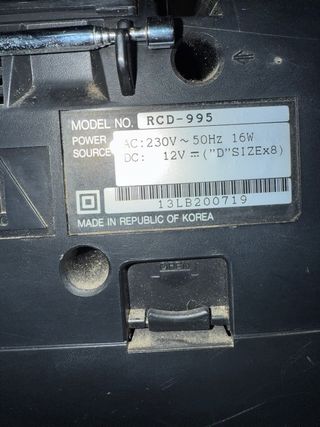 MODEL NO. RCD-995
POWER AC:230V ~ 50Hz 16W
SOURCE DC: 12V ⎓ ("D"SIZEx8)
13LB200719
MADE IN REPUBLIC OF KOREA